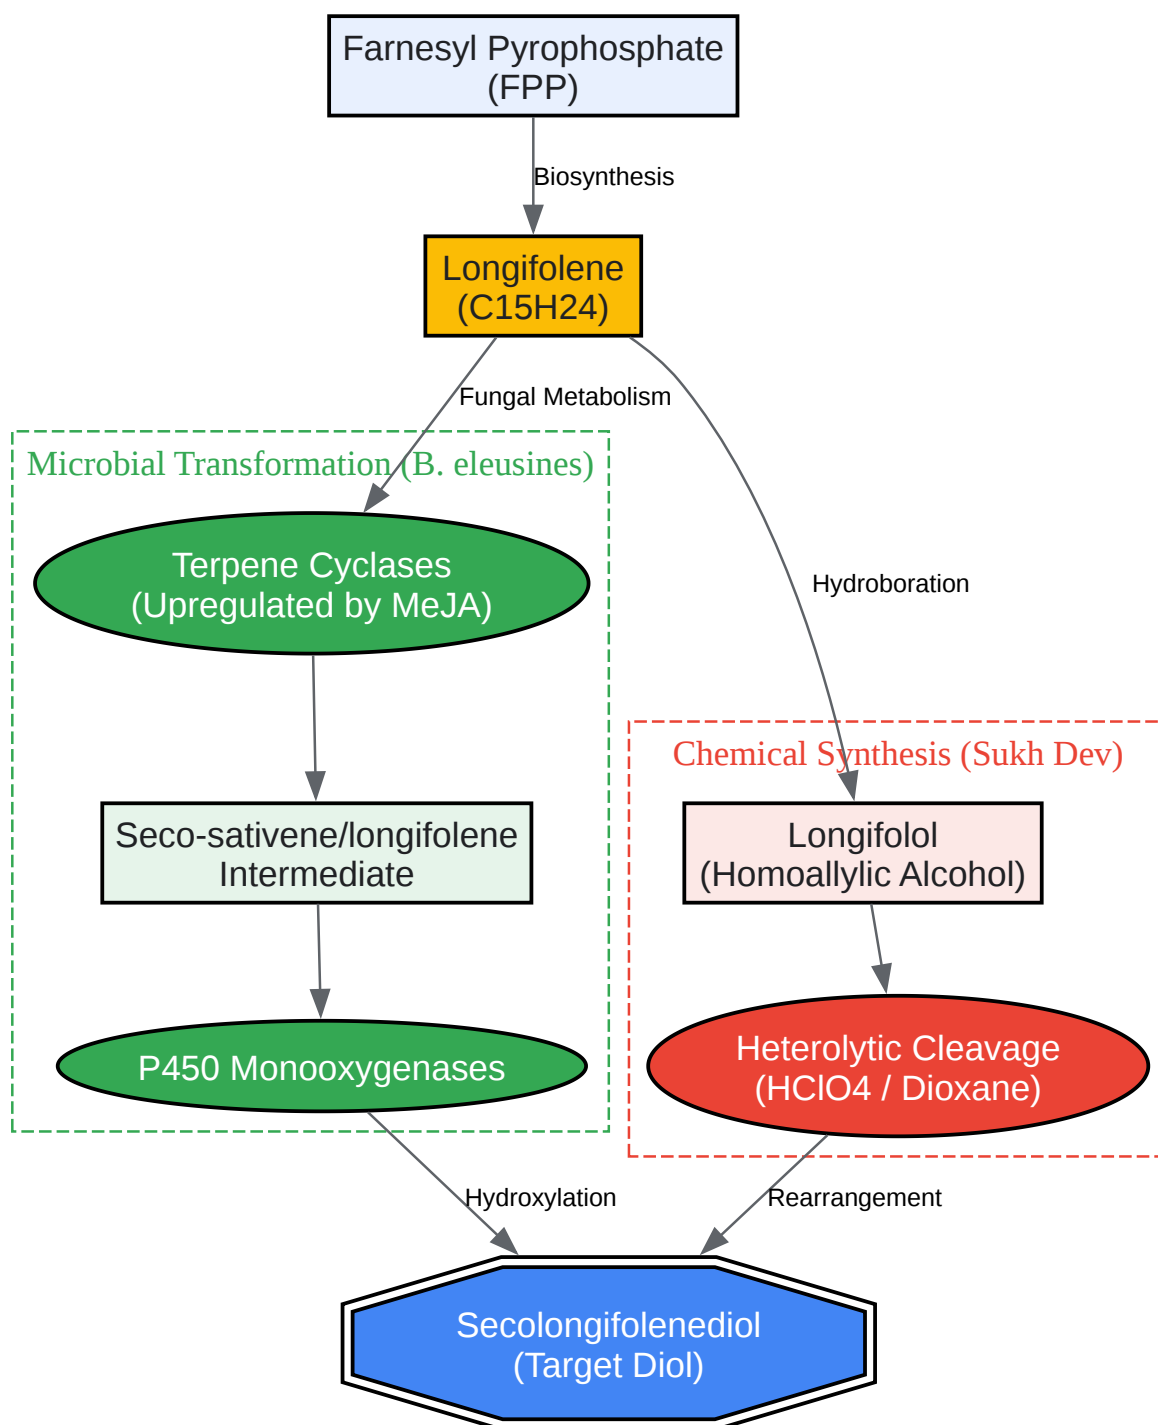 Farnesyl Pyrophosphate
(FPP)
Biosynthesis
Longifolene
(C15H24)
Fungal Metabolism
Microbial Transformation (B. eleusines)
Terpene Cyclases
(Upregulated by MeJA)
Hydroboration
Chemical Synthesis (Sukh Dev)
Seco-sativene/longifolene
Intermediate
Longifolol
(Homoallylic Alcohol)
P450 Monooxygenases
Heterolytic Cleavage
(HClO4 / Dioxane)
Hydroxylation
Rearrangement
Secolongifolenediol
(Target Diol)